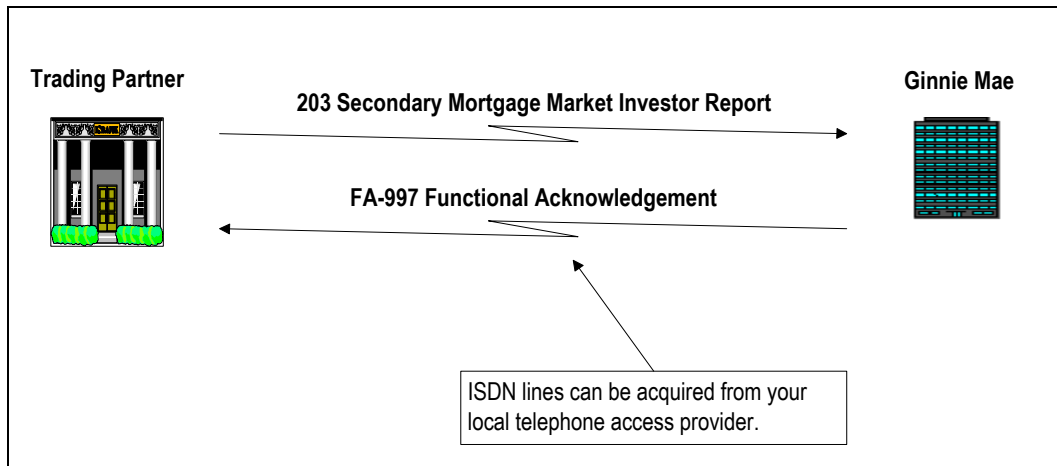 Trading Partner
Ginnie Mae
203 Secondary Mortgage Market Investor Report
BANK
FA-997 Functional Acknowledgement
ISDN lines can be acquired from your
local telephone access provider.